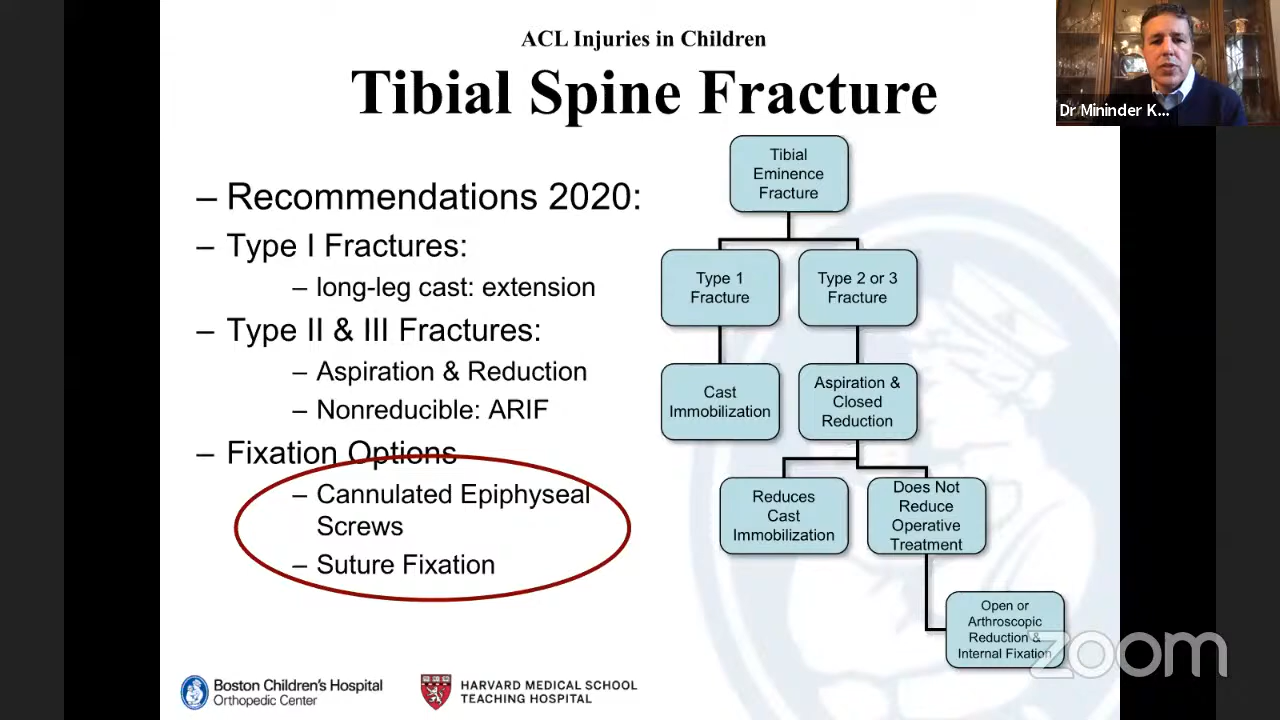 ACL Injuries in Children
Tibial Spine Fracture
Dr Mininder K...
– Recommendations 2020:
– Type I Fractures:
– long-leg cast: extension
– Type II & III Fractures:
– Aspiration & Reduction
– Nonreducible: ARIF
– Fixation Options
– Cannulated Epiphyseal
Screws
– Suture Fixation
Tibial
Eminence
Fracture
Type 1
Fracture
Type 2 or 3
Fracture
Cast
Immobilization
Aspiration &
Closed
Reduction
Reduces
Cast
Immobilization
Does Not
Reduce
Operative
Treatment
Open or
Arthroscopic
Reduction &
Internal Fixation
zoom
Boston Children's Hospital
Orthopedic Center
HARVARD MEDICAL SCHOOL
TEACHING HOSPITAL